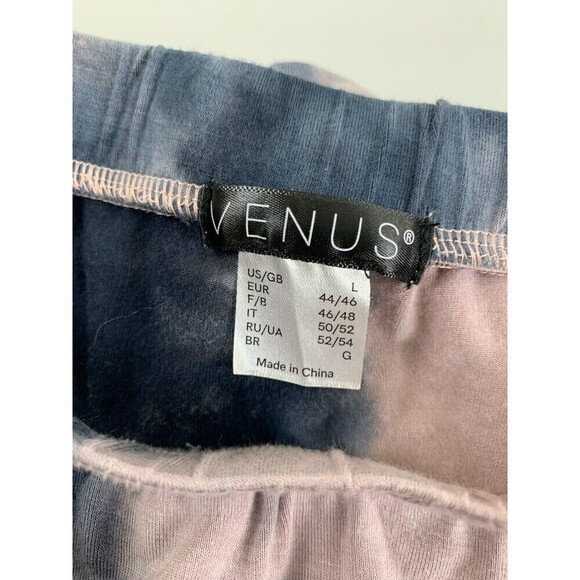 VENUS®
US/GB L
EUR 44/46
F/B 46/48
IT 50/52
RU/UA 52/54
BR G
Made in China